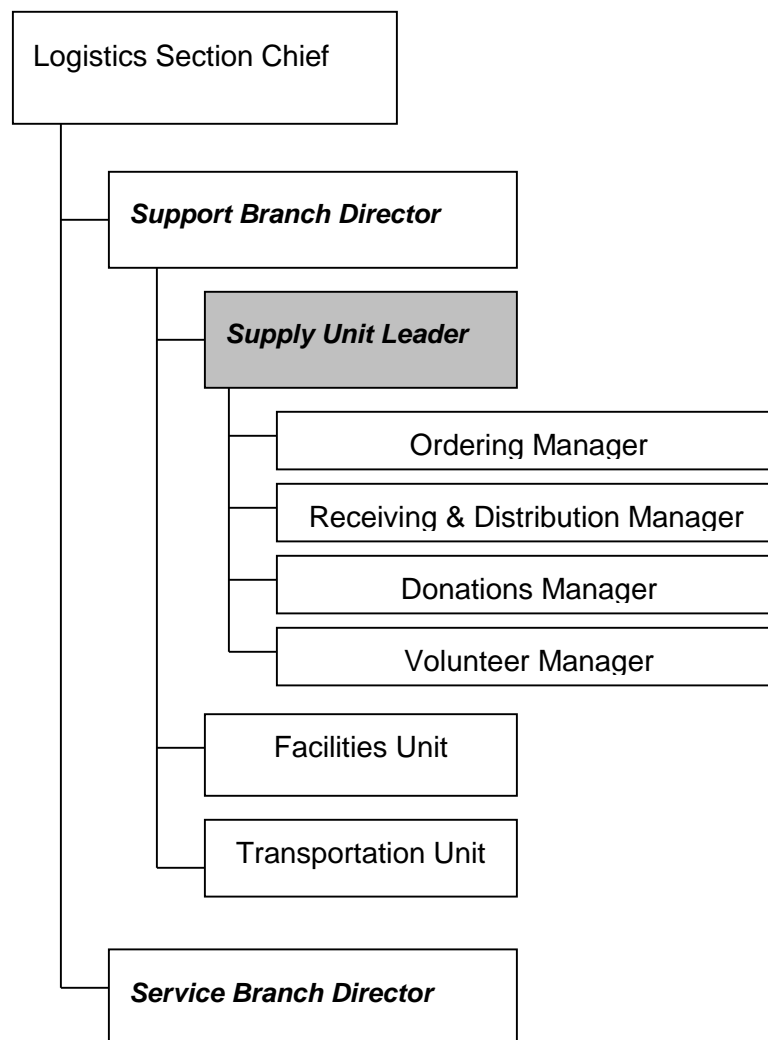 Logistics Section Chief
Support Branch Director
Supply Unit Leader
Ordering Manager
Receiving & Distribution Manager
Donations Manager
Volunteer Manager
Facilities Unit
Transportation Unit
Service Branch Director